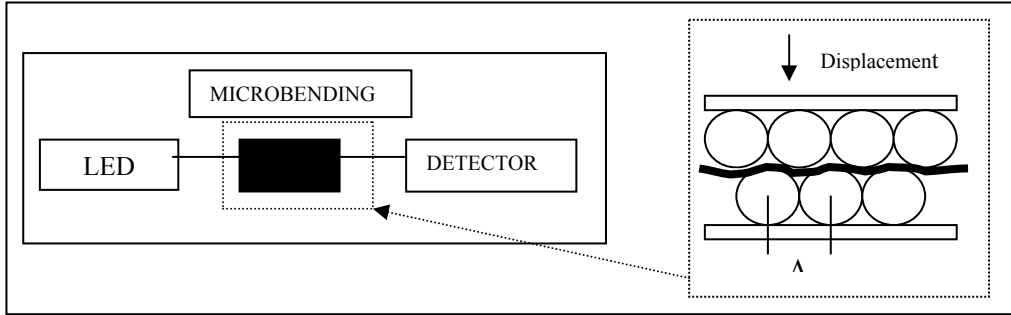 MICROBENDING
LED
DETECTOR
Displacement
Λ